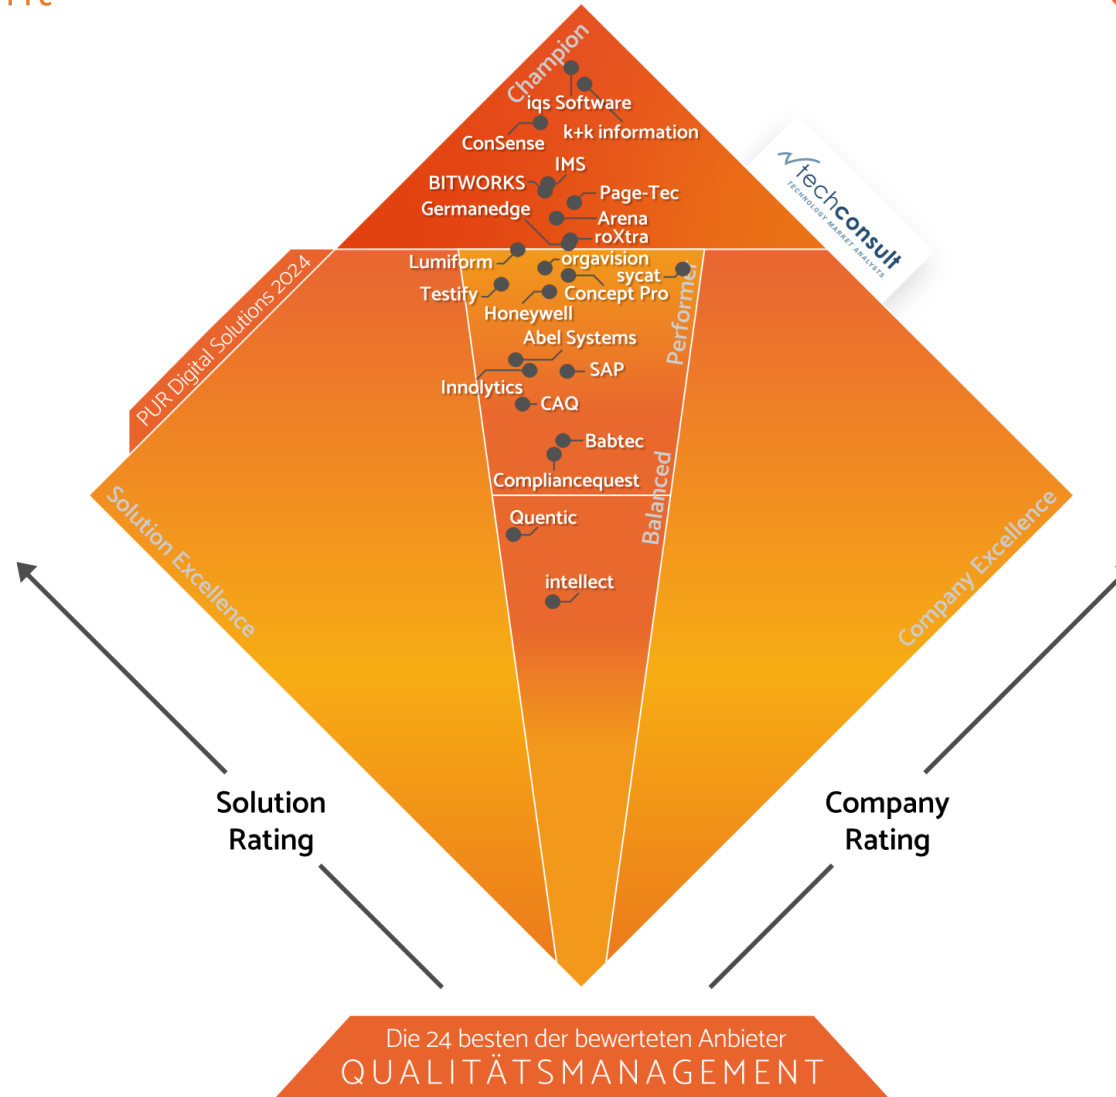 Champion
iqs Software
k+k information
ConSense
IMS
BITWORKS
Page-Tec
Germanedge
Arena
roXtra
Lumiform
orgavision
sycat
Testify
Concept Pro
Honeywell
Performer
Abel Systems
SAP
Innolytics
CAQ
Babtec
Compliancequest
Balanced
Quentic
intellect
techconsult
TECHNOLOGY MARKET ANALYSTS
PUR Digital Solutions 2024
Solution Excellence
Company Excellence
Solution
Rating
Company
Rating
Die 24 besten der bewerteten Anbieter
QUALITÄTSMANAGEMENT